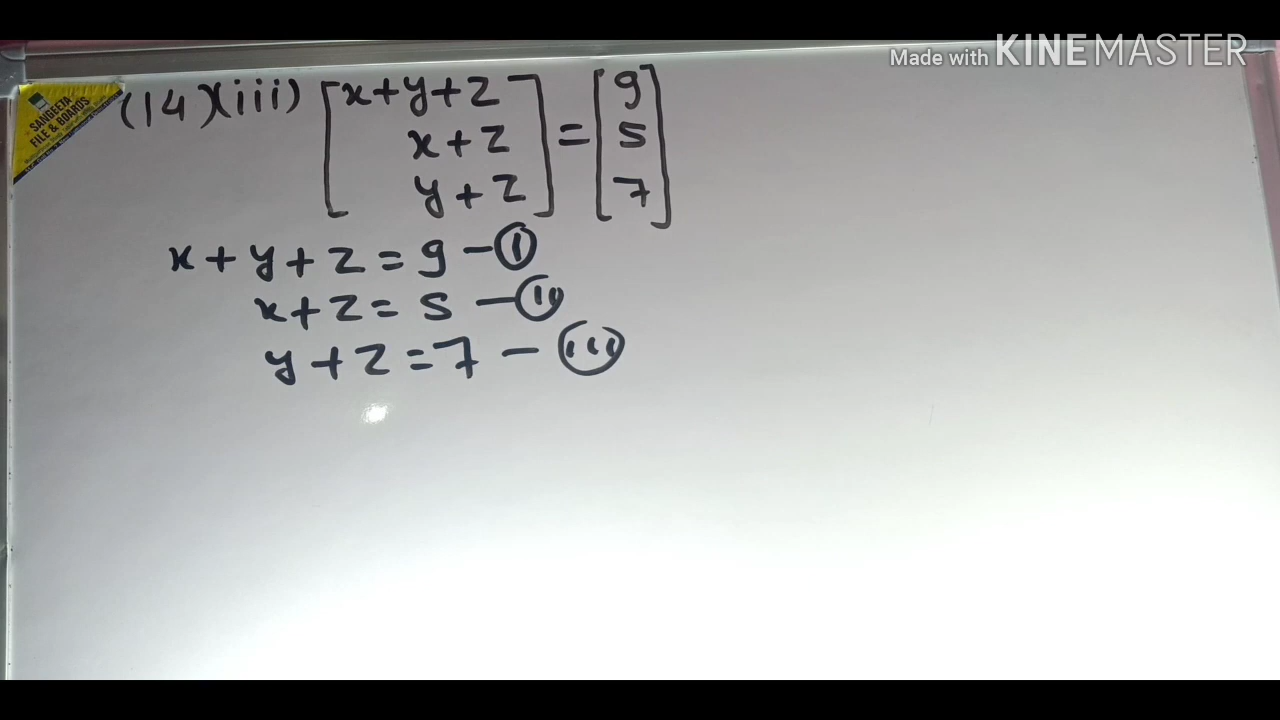 Made with KINEMASTER
SANGEETA
FILE & BOARDS
(14)(iii) [x+y+z] = [9]
x+z 5
y+z 7
x+y+z=9 —(i)
x+z=5 —(ii)
y+z=7 —(iii)